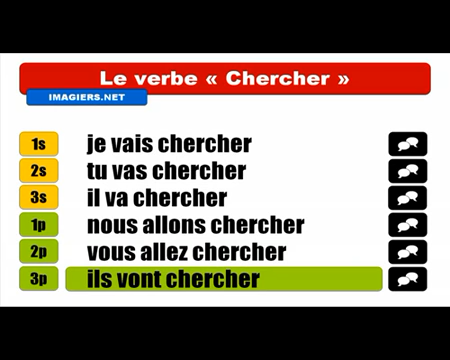 Le verbe « Chercher »
IMAGIERS.NET
1s je vais chercher
2s tu vas chercher
3s il va chercher
1p nous allons chercher
2p vous allez chercher
3p ils vont chercher